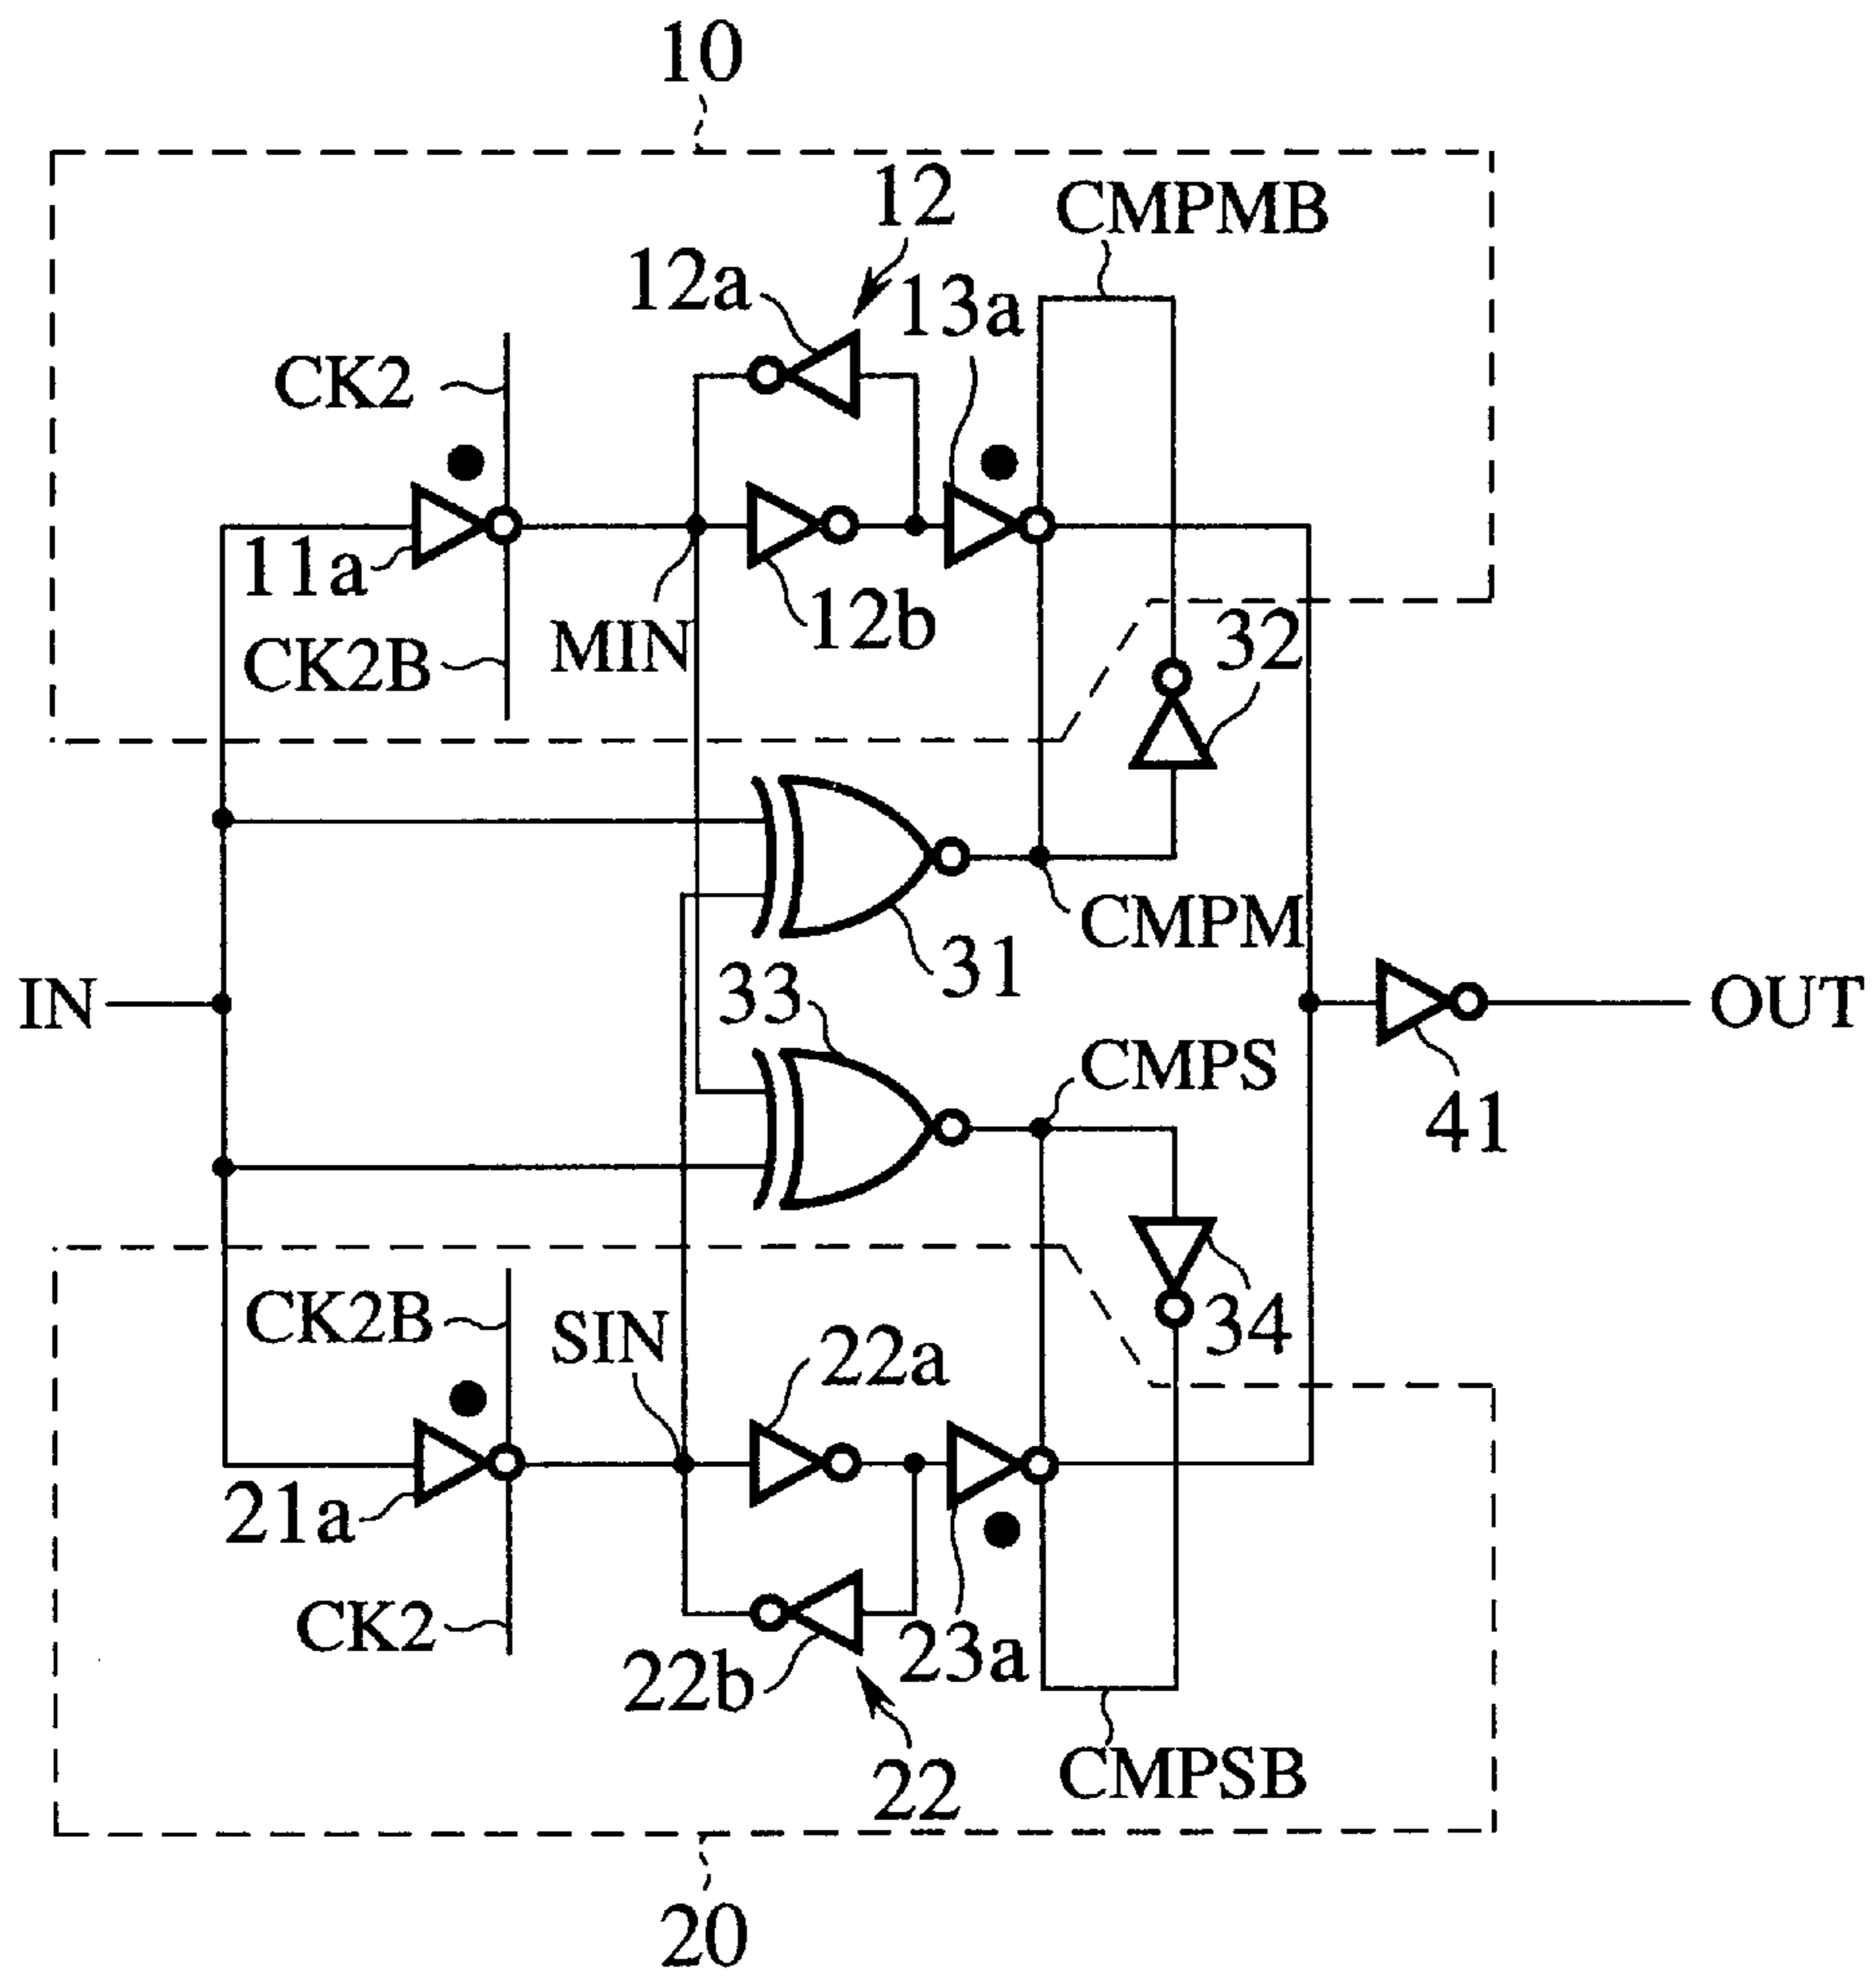 10
12
CMPMB
12a
13a
CK2
11a
12b
MIN
CK2B
32
CMPM
31
33
IN
OUT
CMPS
41
CK2B
SIN
22a
34
21a
CK2
22b
23a
22
CMPSB
20